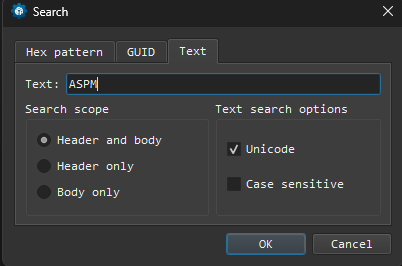 Search
Hex pattern GUID Text
Text: ASPM
Search scope Text search options
Header and body
Unicode
Header only
Case sensitive
Body only
OK Cancel